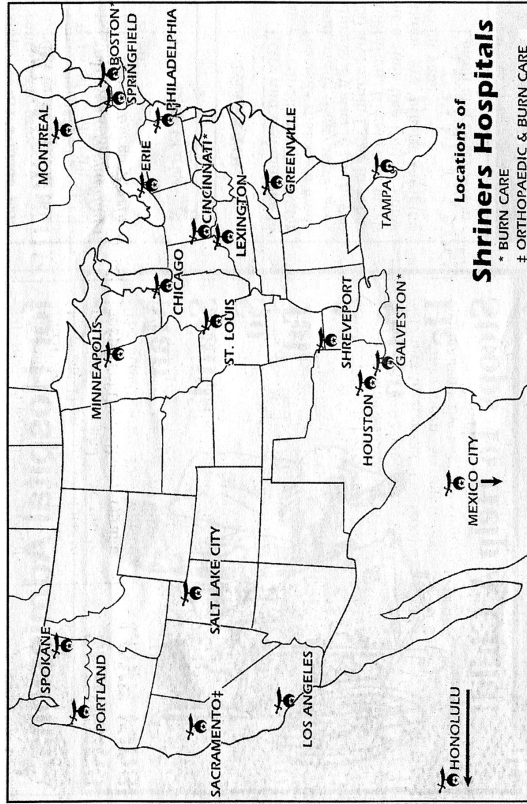 SPOKANE
PORTLAND
SACRAMENTO‡
LOS ANGELES
SALT LAKE CITY
HONOLULU
MINNEAPOLIS
CHICAGO
ST. LOUIS
SHREVEPORT
HOUSTON
GALVESTON*
MEXICO CITY
MONTREAL
BOSTON*
SPRINGFIELD
ERIE
PHILADELPHIA
CINCINNATI*
LEXINGTON
GREENVILLE
TAMPA
Locations of
Shriners Hospitals
* BURN CARE
‡ ORTHOPAEDIC & BURN CARE